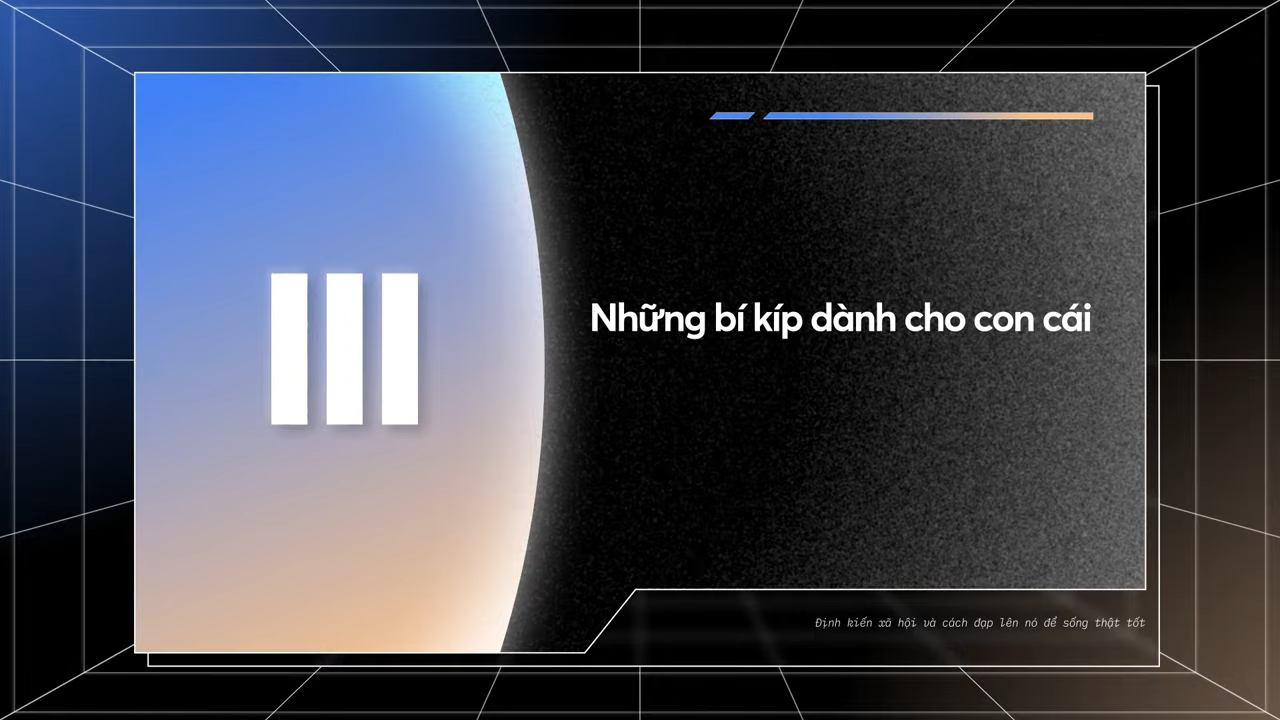 III
Những bí kíp dành cho con cái
Định kiến xã hội và cách đạp lên nó để sống thật tốt